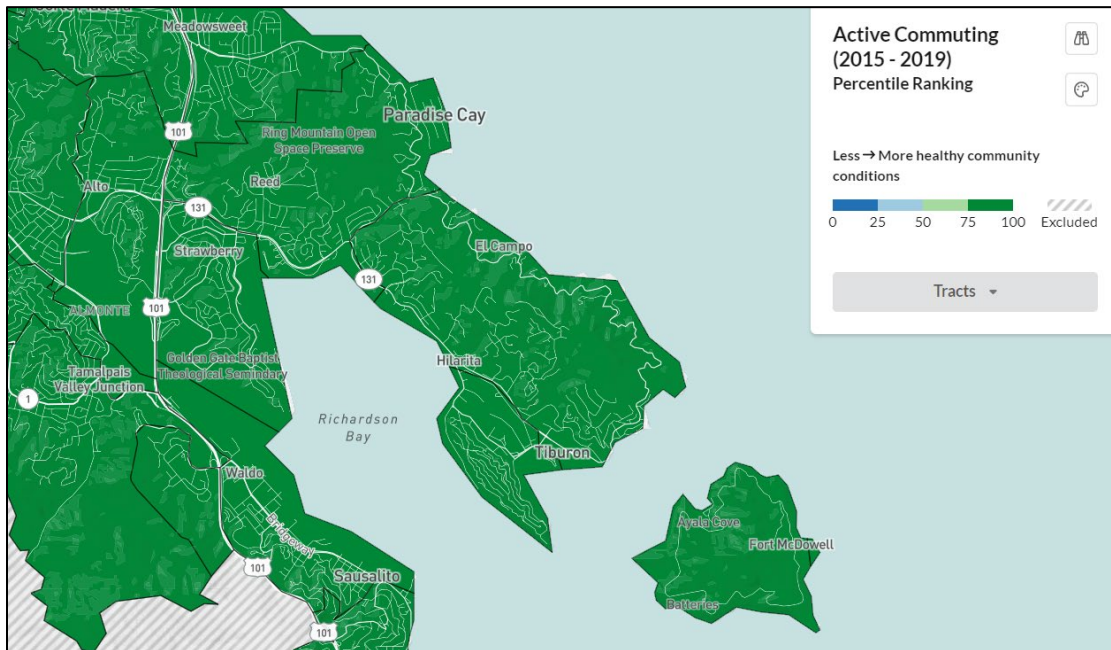 Meadowsweet
101
Paradise Cay
Ring Mountain Open
Space Preserve
Reed
Alto
131
Strawberry
El Campo
131
101
ALMONTE
Golden Gate Baptist
Theological Semindary
Hilarita
Tamalpais
Valley Junction
1
Richardson
Bay
Tiburon
Waldo
Bridgeway
Ayala Cove
Fort McDowell
101
Sausalito
Batteries
101
Active Commuting
(2015 - 2019)
Percentile Ranking
Less → More healthy community
conditions
0 25 50 75 100 Excluded
Tracts